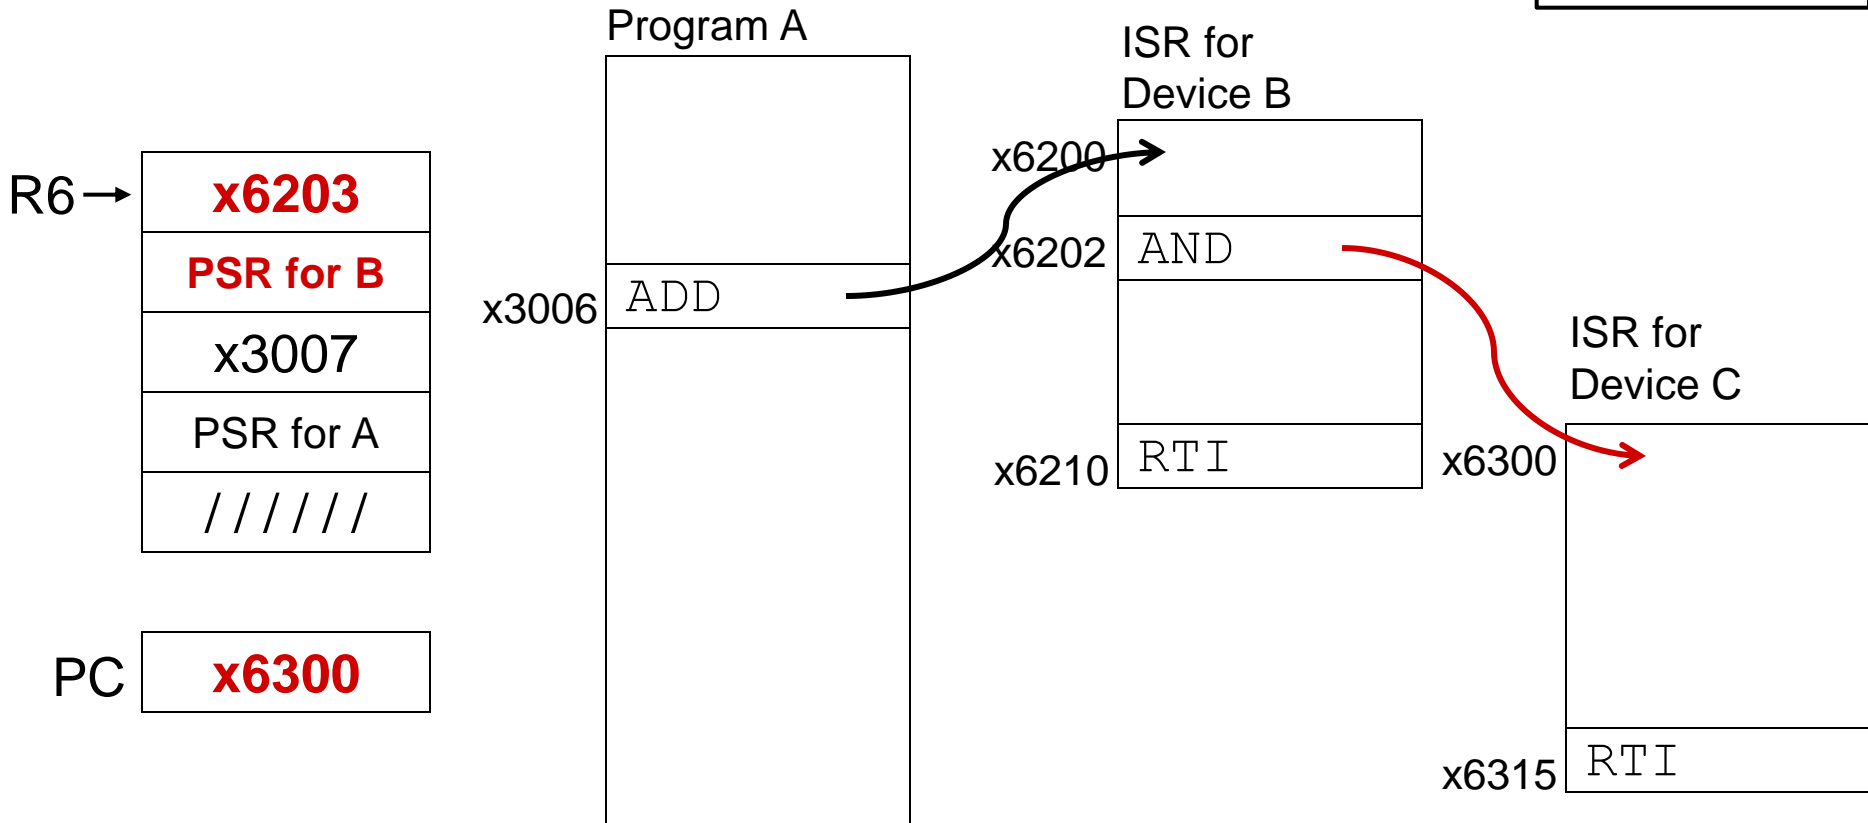 R6
x6203
PSR for B
x3007
PSR for A
//////
PC
x6300
Program A
x3006
ADD
ISR for
Device B
x6200
x6202
AND
x6210
RTI
ISR for
Device C
x6300
x6315
RTI